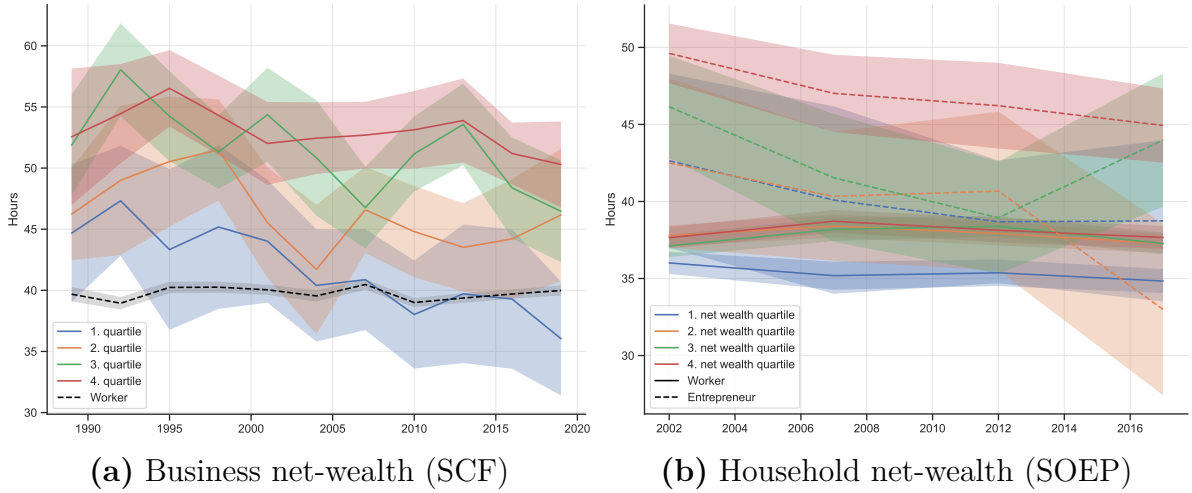 Hours
60
55
50
45
40
35
30
1990
1995
2000
2005
2010
2015
2020
1. quartile
2. quartile
3. quartile
4. quartile
Worker
(a) Business net-wealth (SCF)
Hours
50
45
40
35
30
2002
2004
2006
2008
2010
2012
2014
2016
1. net wealth quartile
2. net wealth quartile
3. net wealth quartile
4. net wealth quartile
Worker
Entrepreneur
(b) Household net-wealth (SOEP)